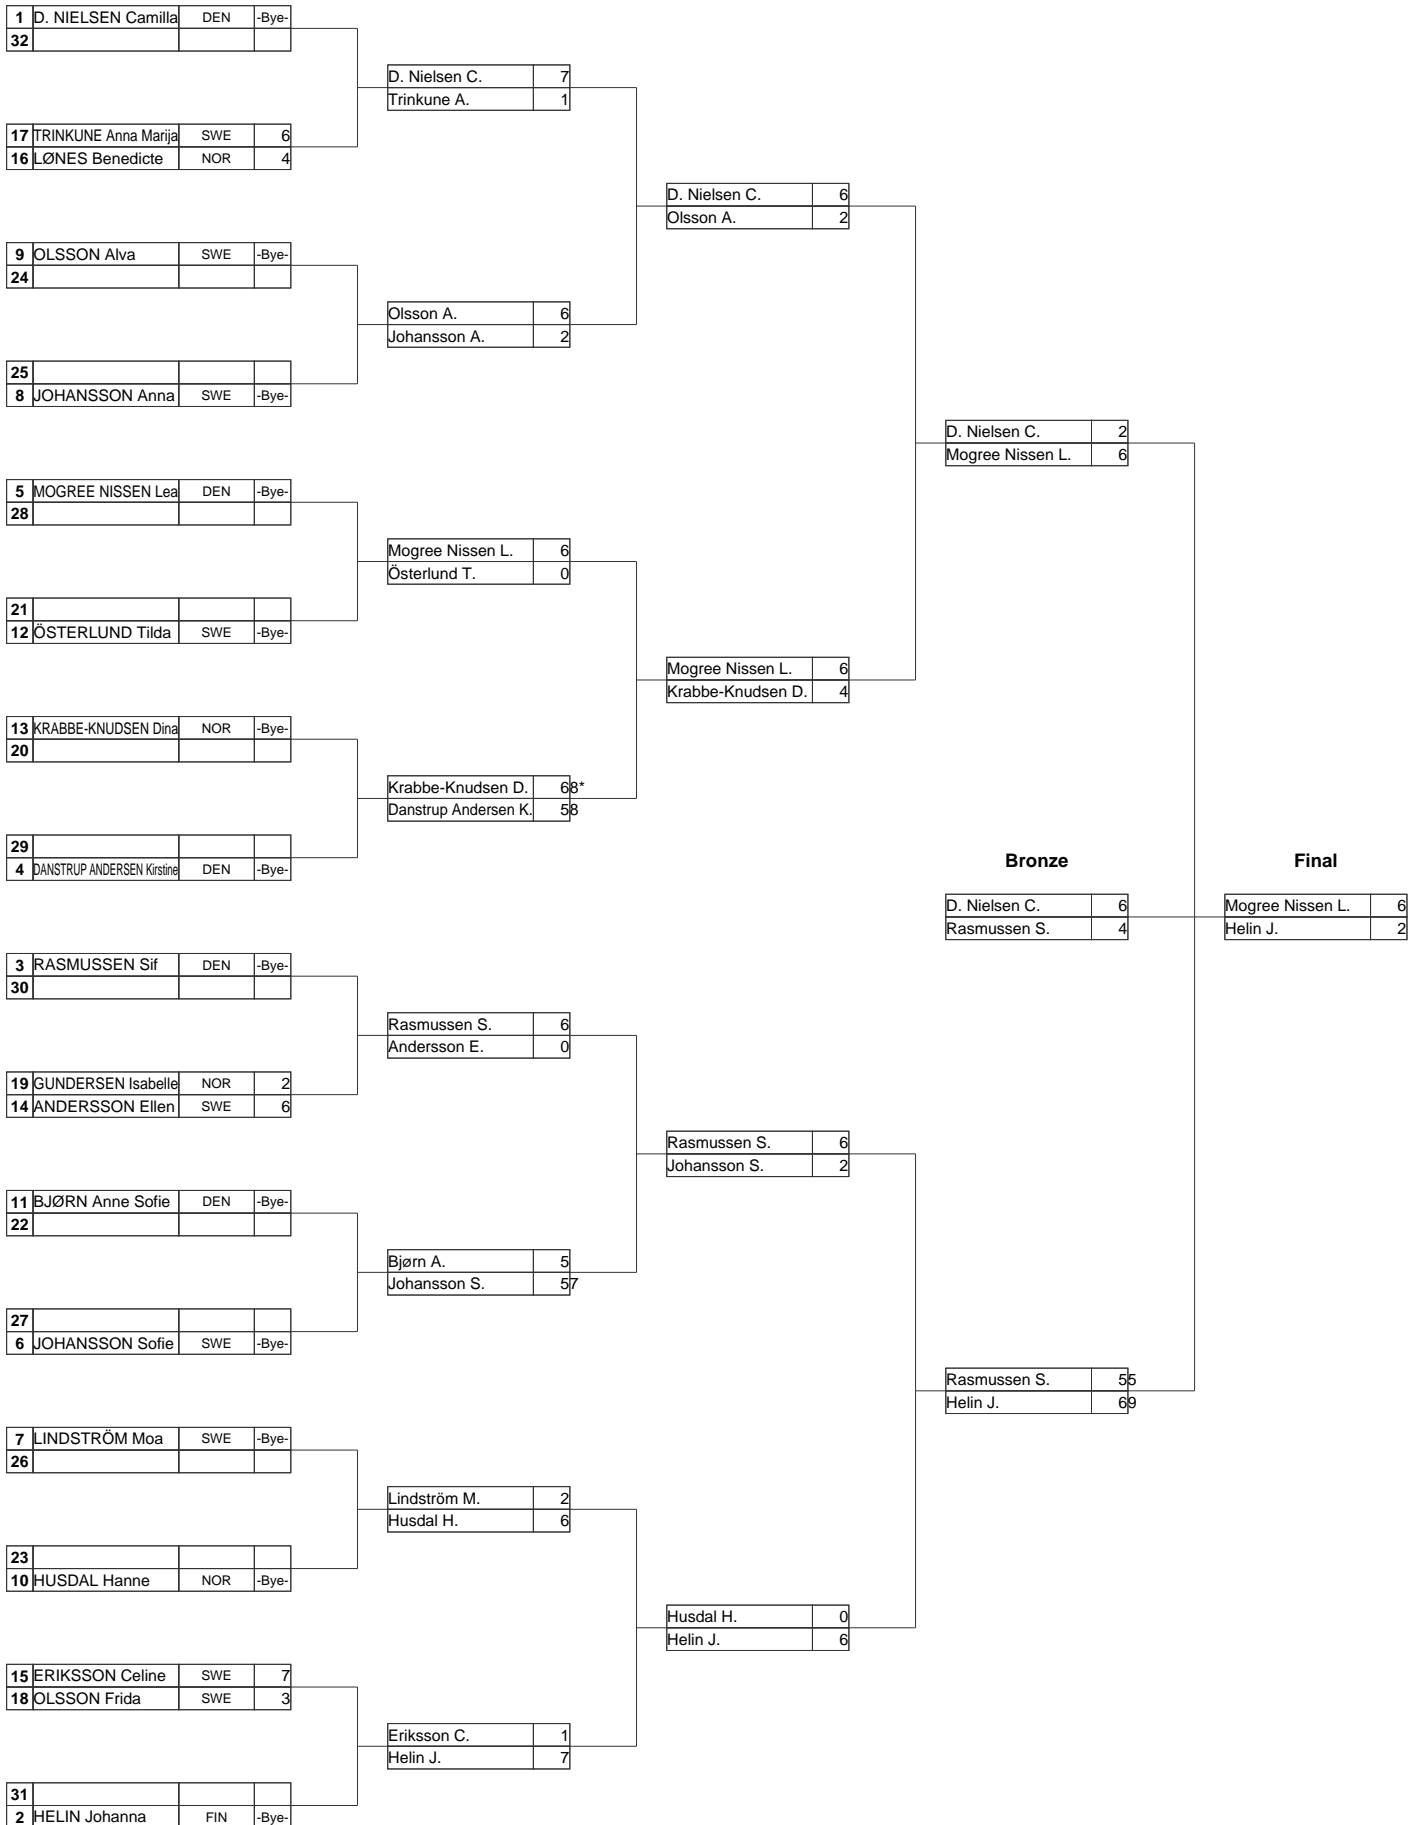 1 D. NIELSEN Camilla DEN -Bye-
32
D. Nielsen C. 7
Trinkune A. 1
17 TRINKUNE Anna Marija SWE 6
16 LØNES Benedicte NOR 4
D. Nielsen C. 6
Olsson A. 2
9 OLSSON Alva SWE -Bye-
24
Olsson A. 6
Johansson A. 2
25
8 JOHANSSON Anna SWE -Bye-
D. Nielsen C. 2
Mogree Nissen L. 6
5 MOGREE NISSEN Lea DEN -Bye-
28
Mogree Nissen L. 6
Österlund T. 0
21
12 ÖSTERLUND Tilda SWE -Bye-
Mogree Nissen L. 6
Krabbe-Knudsen D. 4
13 KRABBE-KNUDSEN Dina NOR -Bye-
20
Krabbe-Knudsen D. 68*
Danstrup Andersen K. 58
29
4 DANSTRUP ANDERSEN Kirstine DEN -Bye-
Bronze Final
D. Nielsen C. 6 Mogree Nissen L. 6
Rasmussen S. 4 Helin J. 2
3 RASMUSSEN Sif DEN -Bye-
30
Rasmussen S. 6
Andersson E. 0
19 GUNDERSEN Isabelle NOR 2
14 ANDERSSON Ellen SWE 6
Rasmussen S. 6
Johansson S. 2
11 BJØRN Anne Sofie DEN -Bye-
22
Bjørn A. 5
Johansson S. 57
27
6 JOHANSSON Sofie SWE -Bye-
Rasmussen S. 55
Helin J. 69
7 LINDSTRÖM Moa SWE -Bye-
26
Lindström M. 2
Husdal H. 6
23
10 HUSDAL Hanne NOR -Bye-
Husdal H. 0
Helin J. 6
15 ERIKSSON Celine SWE 7
18 OLSSON Frida SWE 3
Eriksson C. 1
Helin J. 7
31
2 HELIN Johanna FIN -Bye-